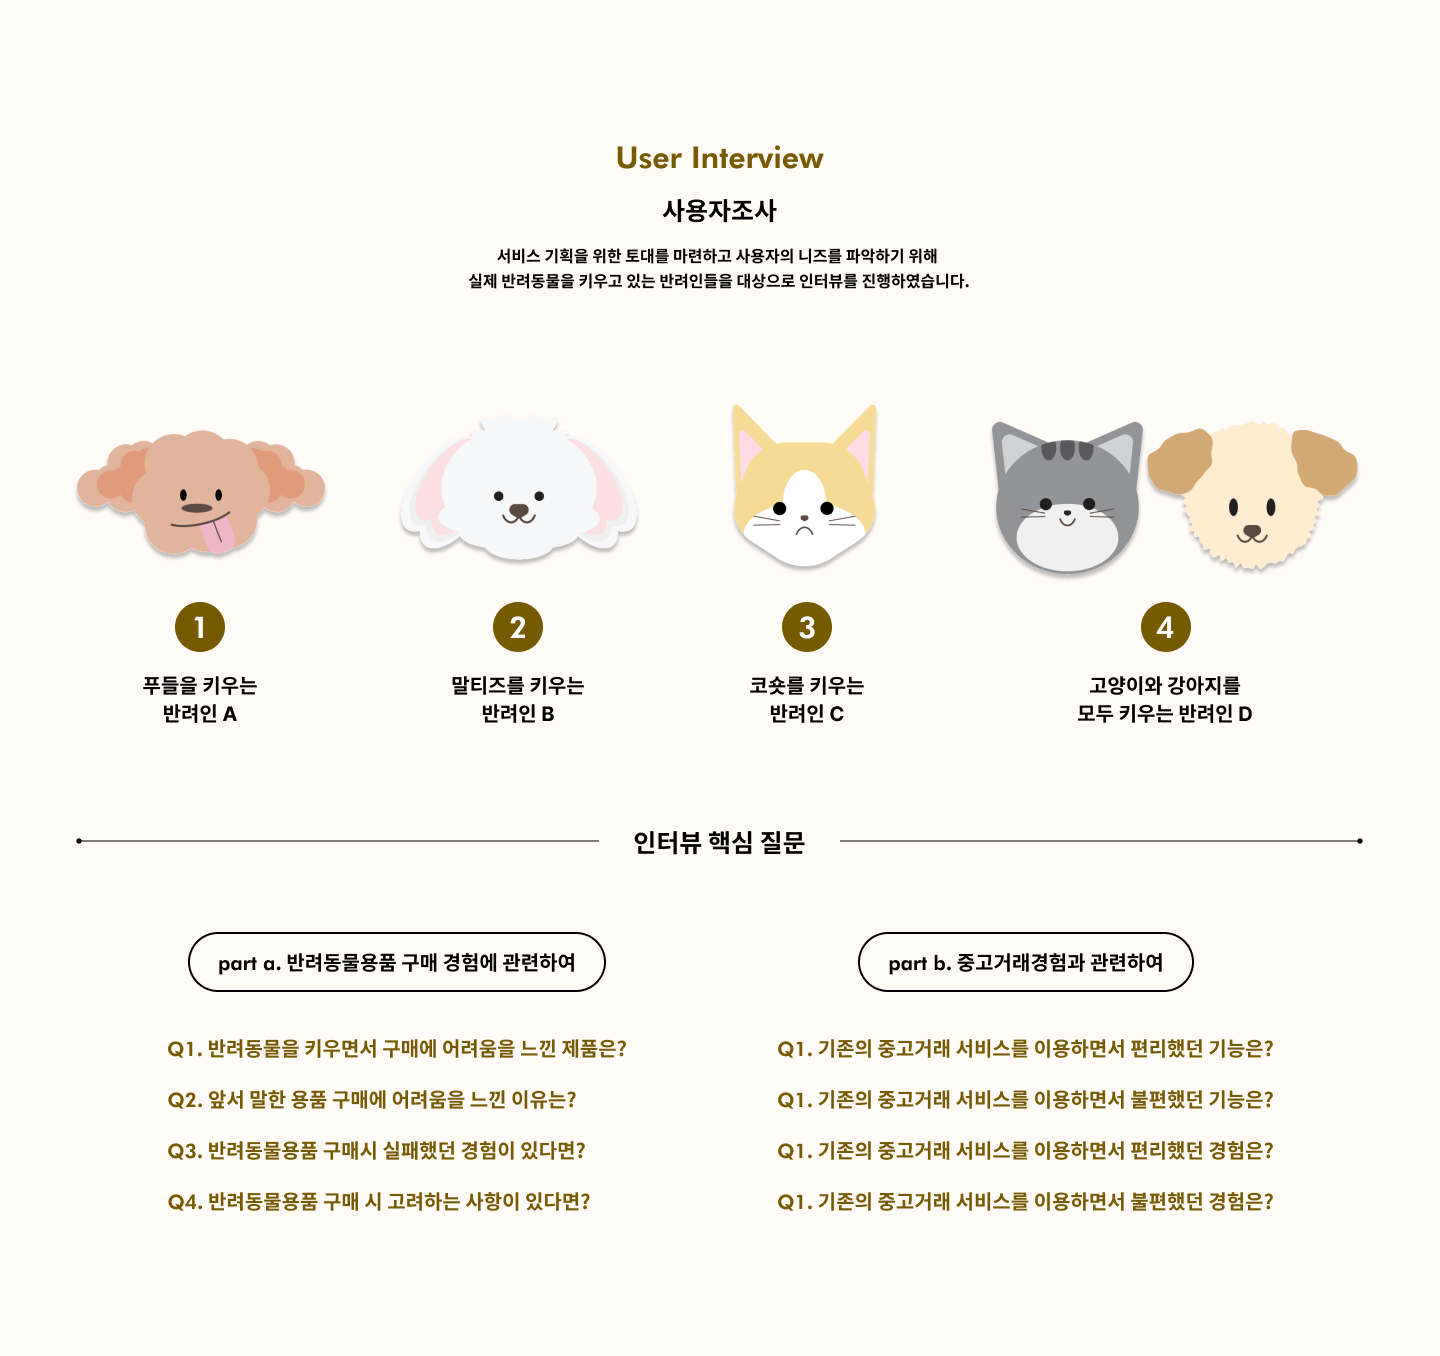 User Interview
사용자조사
서비스 기획을 위한 토대를 마련하고 사용자의 니즈를 파악하기 위해
실제 반려동물을 키우고 있는 반려인들을 대상으로 인터뷰를 진행하였습니다.
1
푸들을 키우는
반려인 A
2
말티즈를 키우는
반려인 B
3
코숏를 키우는
반려인 C
4
고양이와 강아지를
모두 키우는 반려인 D
인터뷰 핵심 질문
part a. 반려동물용품 구매 경험에 관련하여
Q1. 반려동물을 키우면서 구매에 어려움을 느낀 제품은?
Q2. 앞서 말한 용품 구매에 어려움을 느낀 이유는?
Q3. 반려동물용품 구매시 실패했던 경험이 있다면?
Q4. 반려동물용품 구매 시 고려하는 사항이 있다면?
part b. 중고거래경험과 관련하여
Q1. 기존의 중고거래 서비스를 이용하면서 편리했던 기능은?
Q1. 기존의 중고거래 서비스를 이용하면서 불편했던 기능은?
Q1. 기존의 중고거래 서비스를 이용하면서 편리했던 경험은?
Q1. 기존의 중고거래 서비스를 이용하면서 불편했던 경험은?